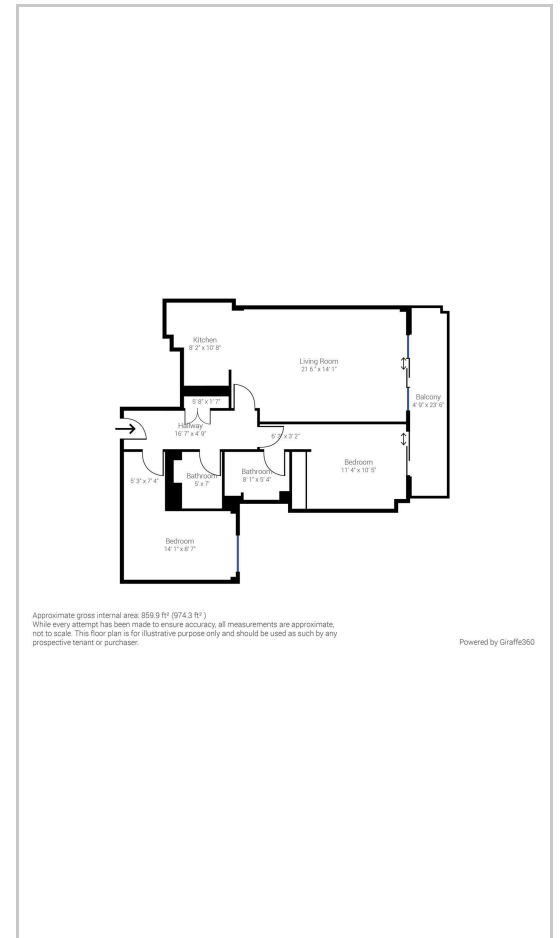 Kitchen
8' 2" x 10' 8"
Living Room
21 6 " x 14' 1"
Balcony
4' 9" x 23' 6"
5' 8" x 1' 7"
Hallway
16' 7" x 4' 9"
3' 2"
Bedroom
11' 4" x 10' 5"
5' 3" x 7' 4"
Bathroom
5' x 7'
Bathroom
8' 1" x 5' 4"
Bedroom
14' 1" x 8' 7"
Approximate gross internal area: 859.9 ft² (974.3 ft² )
While every attempt has been made to ensure accuracy, all measurements are approximate,
not to scale. This floor plan is for illustrative purpose only and should be used as such by any
prospective tenant or purchaser.
Powered by Giraffe360